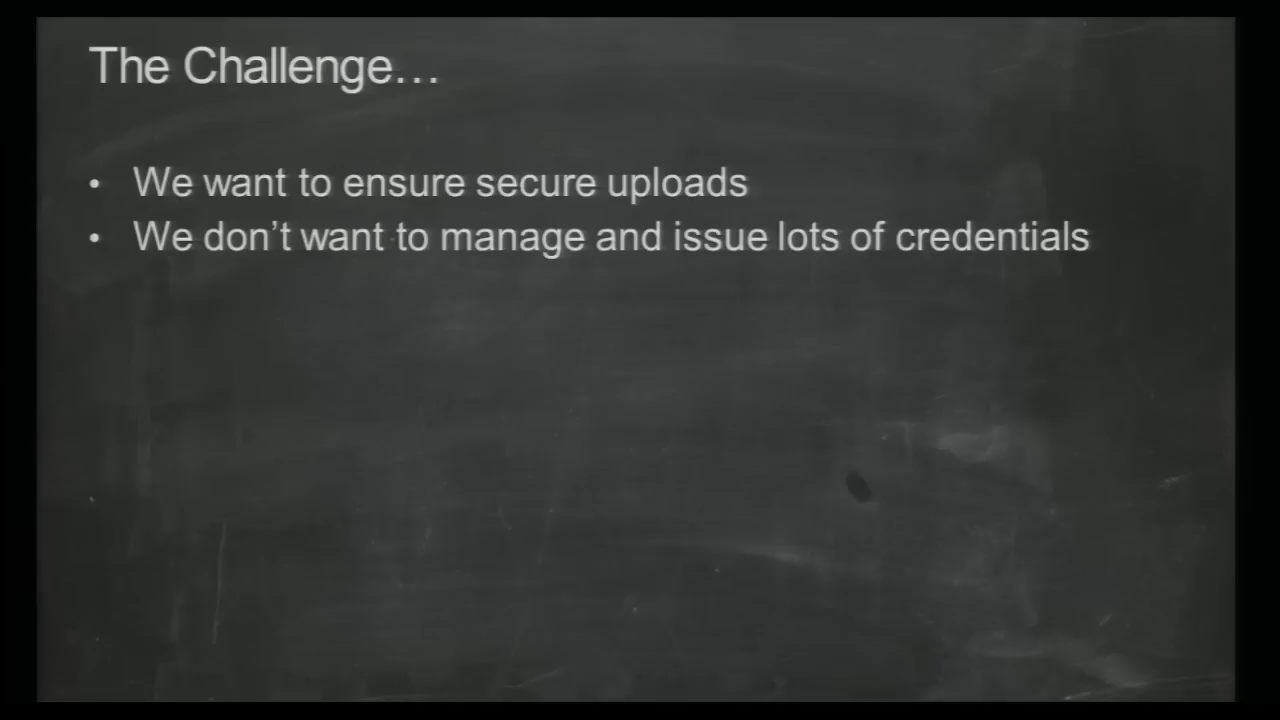 The Challenge…
• We want to ensure secure uploads
• We don’t want to manage and issue lots of credentials